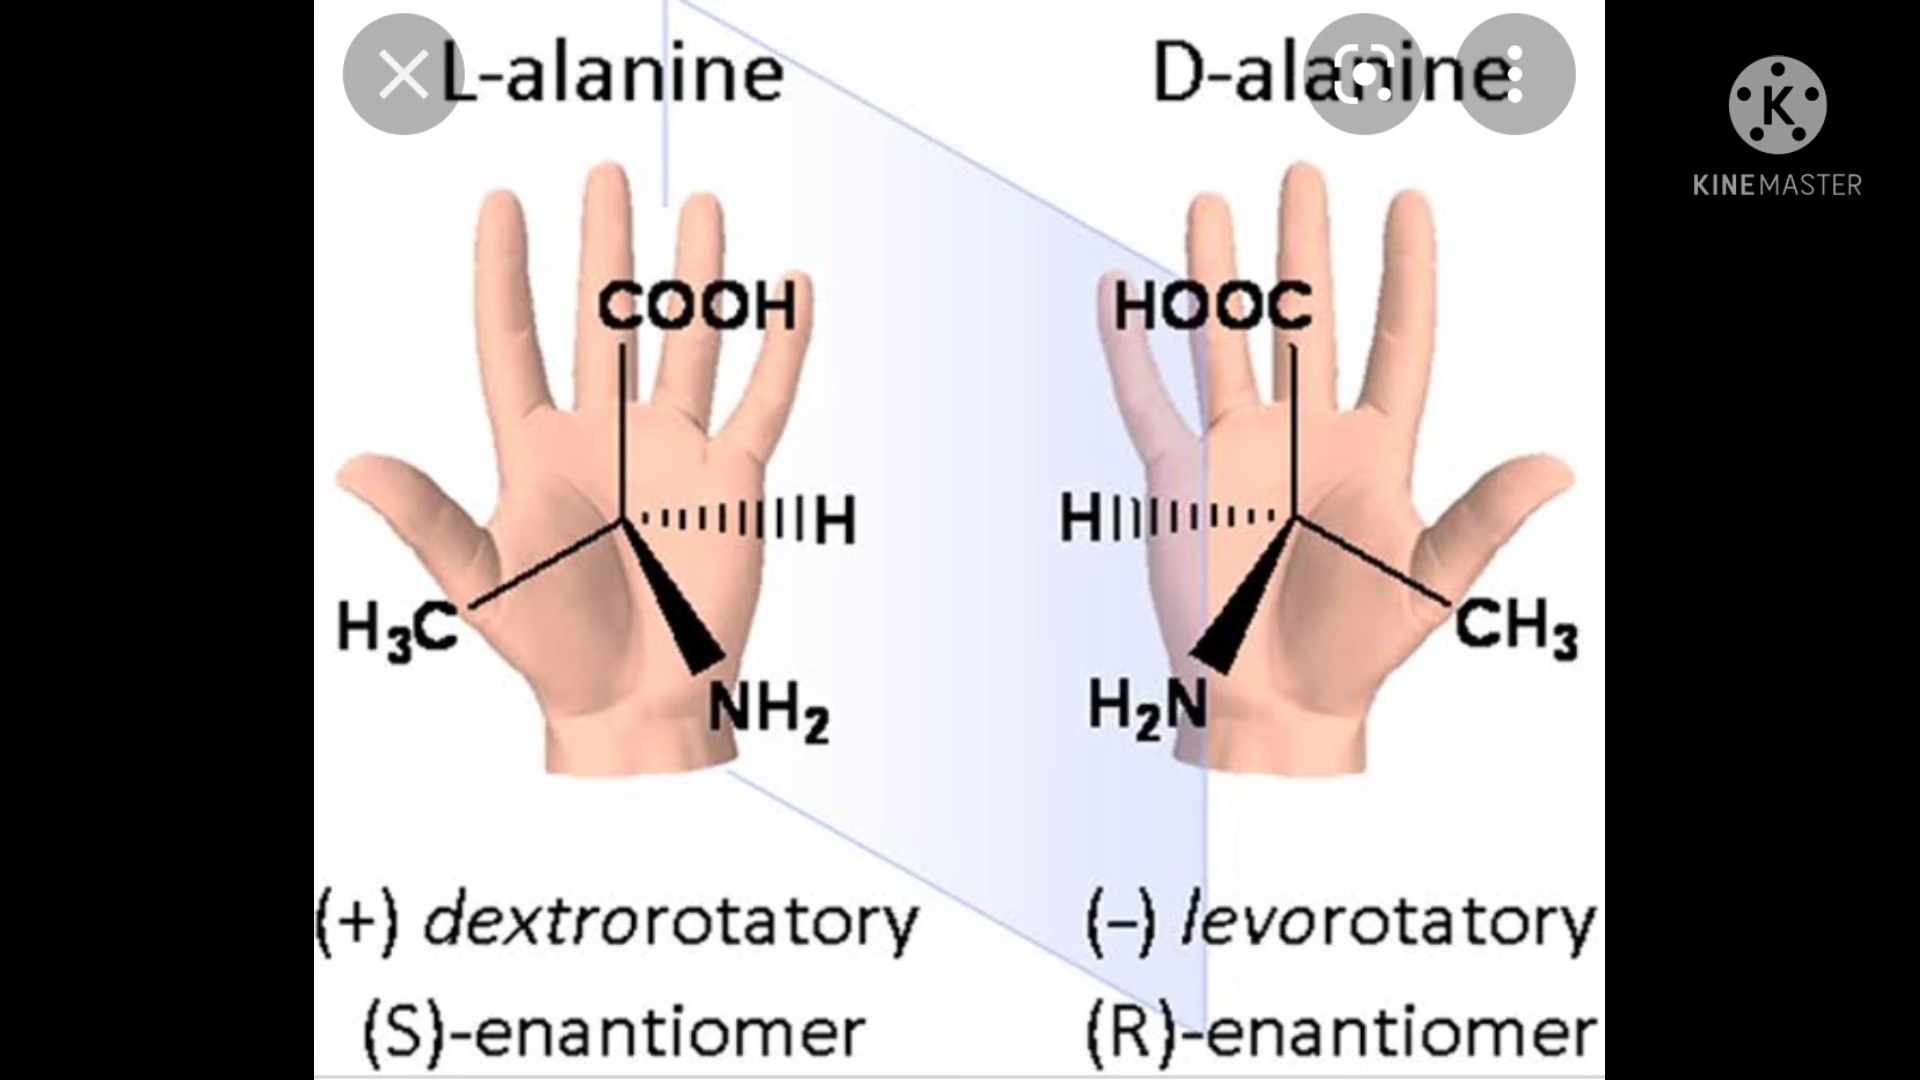 L-alanine
D-alanine
K
KINEMASTER
COOH
HOOC
H
H
H₃C
CH₃
NH₂
H₂N
(+) dextrorotatory
(–) levorotatory
(S)-enantiomer
(R)-enantiomer